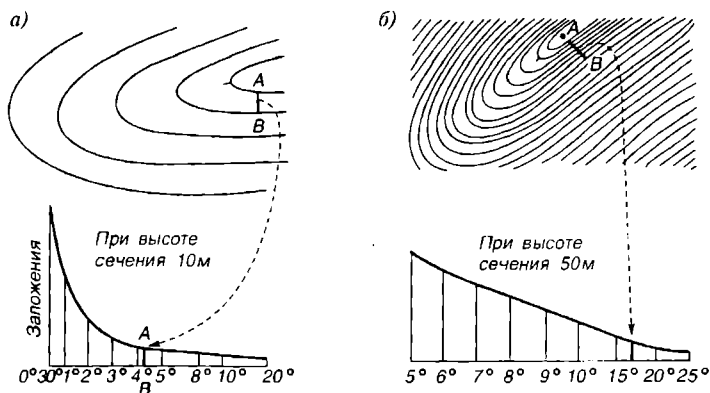 а)
A
B
При высоте
сечения 10м
Заложения
A
0°30' 1° 2° 3° 4° 5° 8° 10° 20°
B
б)
A
B
При высоте
сечения 50м
5° 6° 7° 8° 9° 10° 15° 20° 25°